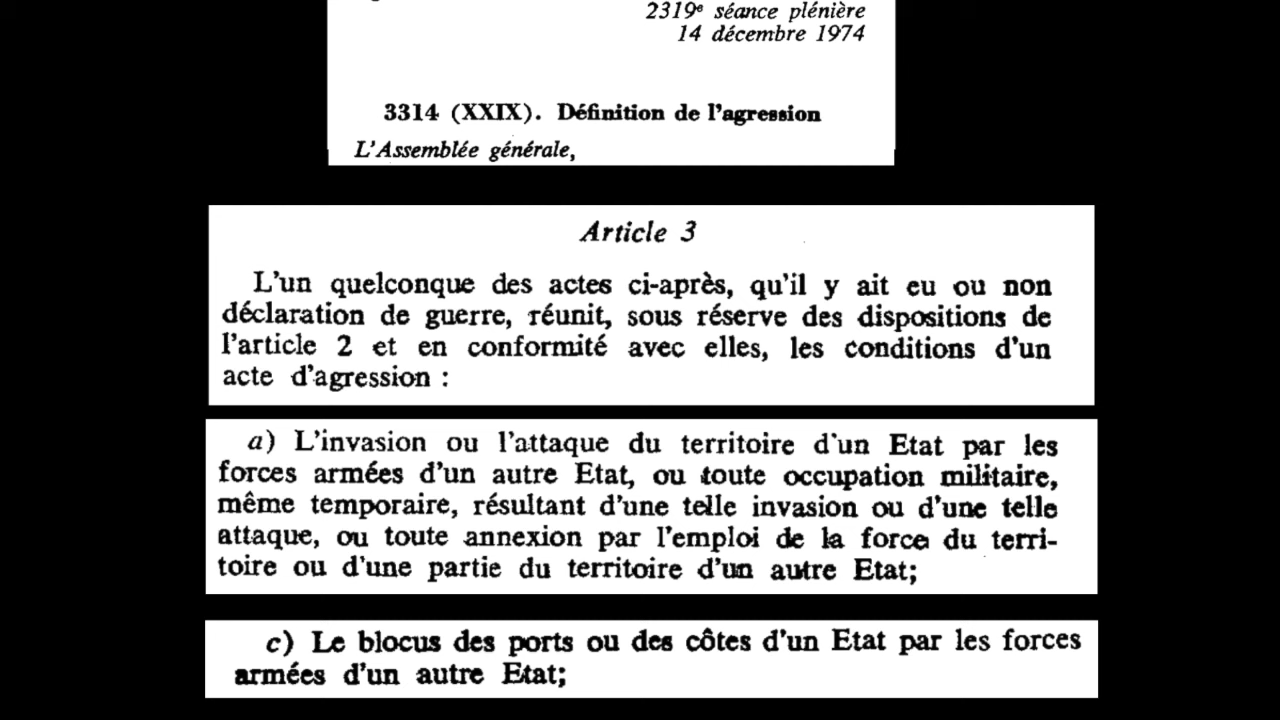 2319e séance plénière
14 décembre 1974
3314 (XXIX). Définition de l'agression
L'Assemblée générale,
Article 3
L'un quelconque des actes ci-après, qu'il y ait eu ou non
déclaration de guerre, réunit, sous réserve des dispositions de
l'article 2 et en conformité avec elles, les conditions d'un
acte d'agression :
a) L'invasion ou l'attaque du territoire d'un Etat par les
forces armées d'un autre Etat, ou toute occupation militaire,
même temporaire, résultant d'une telle invasion ou d'une telle
attaque, ou toute annexion par l'emploi de la force du terri-
toire ou d'une partie du territoire d'un autre Etat;
c) Le blocus des ports ou des côtes d'un Etat par les forces
armées d'un autre Etat;